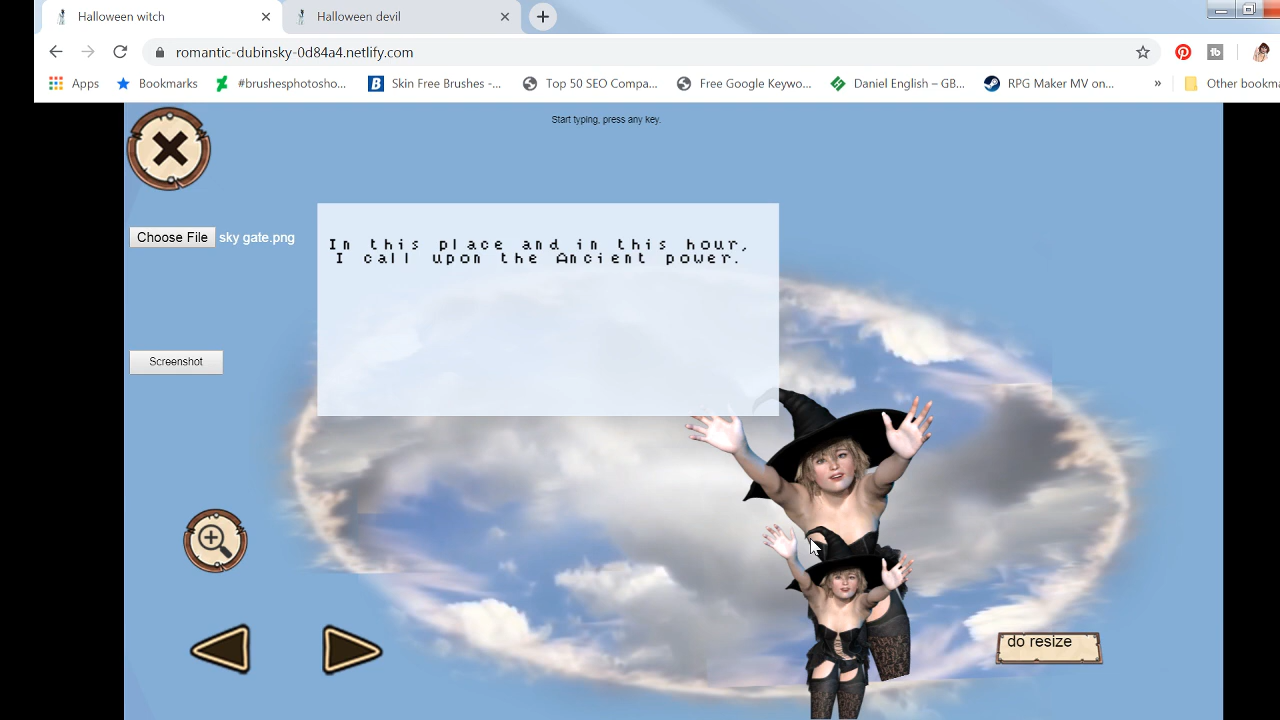 Halloween witch
Halloween devil
romantic-dubinsky-0d84a4.netlify.com
Apps
Bookmarks
#brushesphotosho...
B
Skin Free Brushes -...
Top 50 SEO Compa...
Free Google Keywo...
Daniel English – GB...
RPG Maker MV on...
»
Other bookma
Start typing, press any key.
Choose File sky gate.png
In this place and in this hour,
I call upon the Ancient power.
Screenshot
do resize